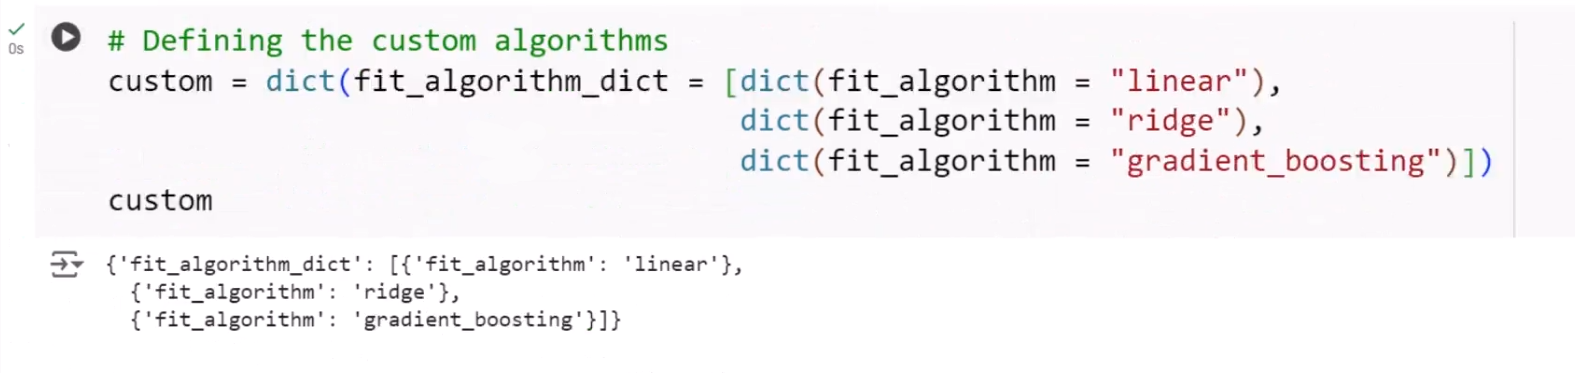 0s
# Defining the custom algorithms
custom = dict(fit_algorithm_dict = [dict(fit_algorithm = "linear"),
dict(fit_algorithm = "ridge"),
dict(fit_algorithm = "gradient_boosting")])
custom
{'fit_algorithm_dict': [{'fit_algorithm': 'linear'},
{'fit_algorithm': 'ridge'},
{'fit_algorithm': 'gradient_boosting'}]}